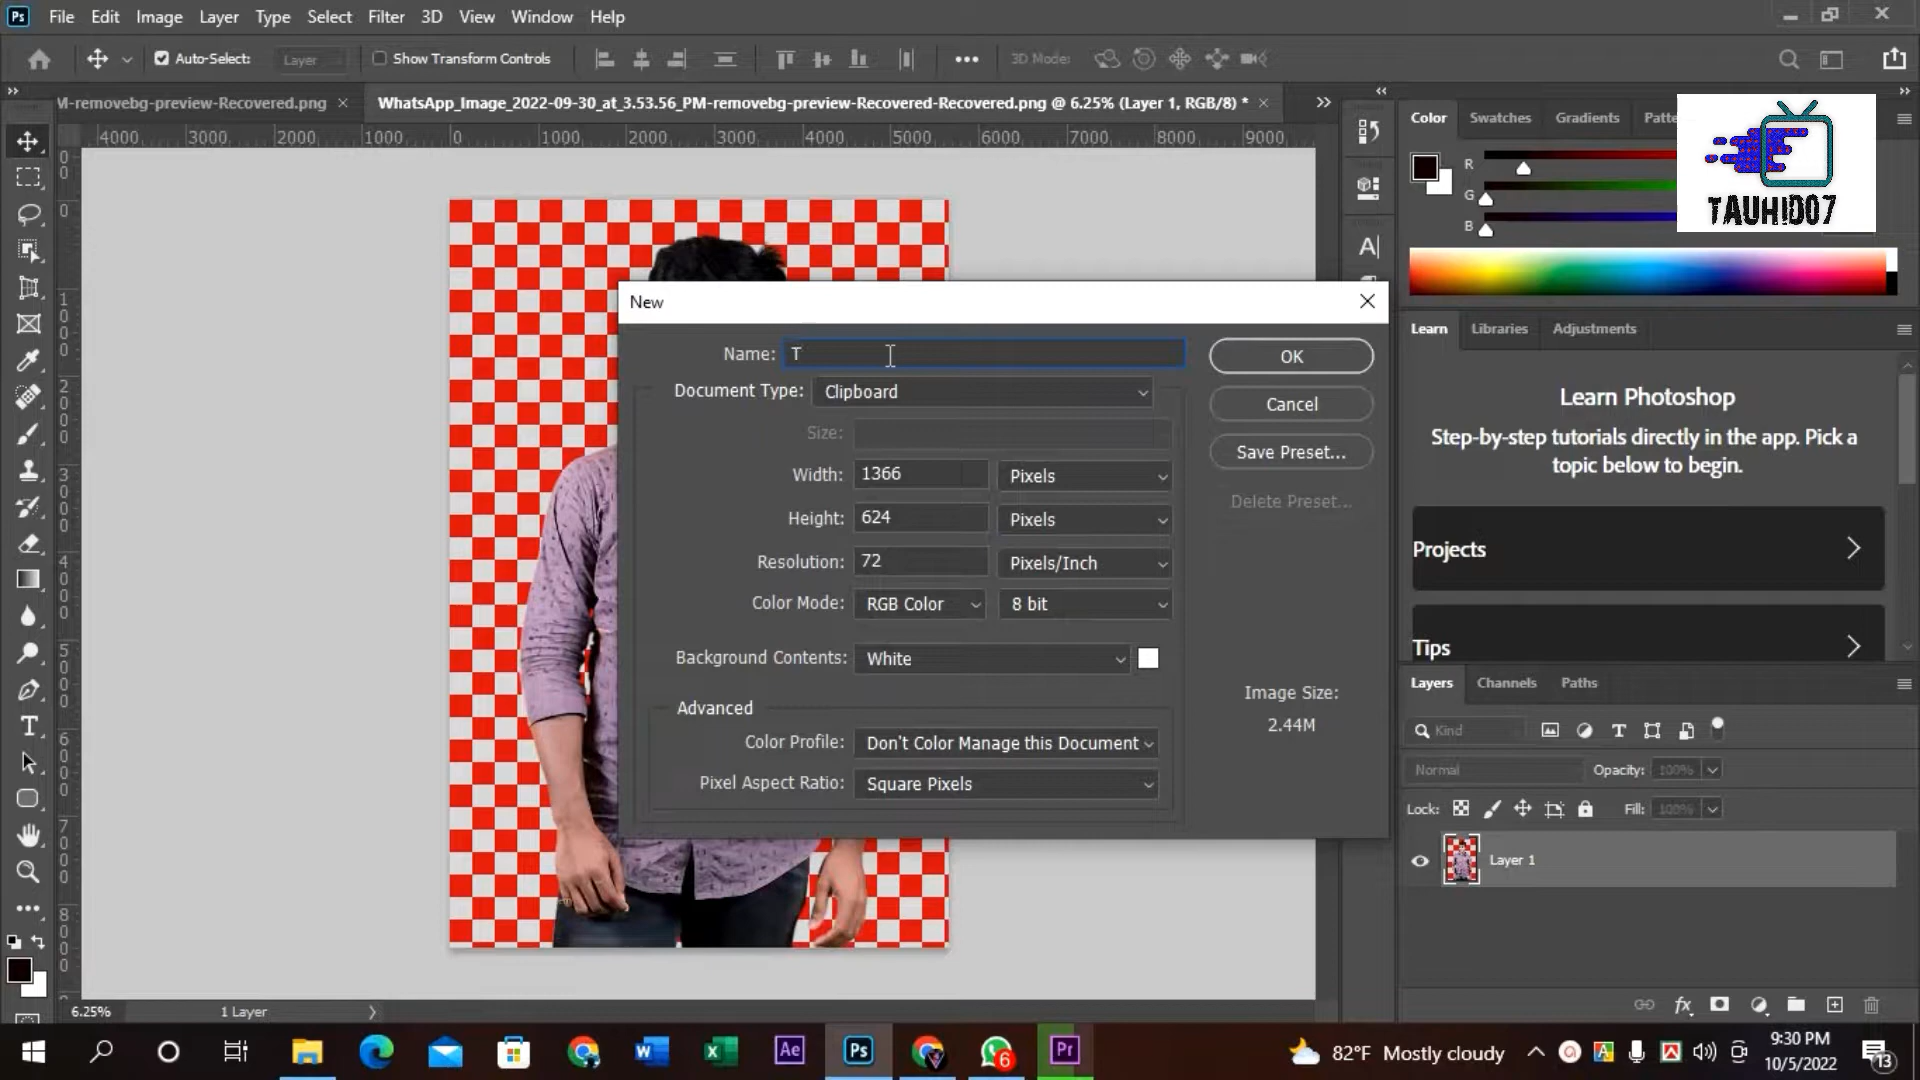 Ps File Edit Image Layer Type Select Filter 3D View Window Help
Auto-Select: Layer Show Transform Controls 3D Mode:
M-removebg-preview-Recovered.png WhatsApp_Image_2022-09-30_at_3.53.56_PM-removebg-preview-Recovered-Recovered.png @ 6.25% (Layer 1, RGB/8) *
4000 3000 2000 1000 0 1000 2000 3000 4000 5000 6000 7000 8000 9000
Color Swatches Gradients Patte
R
G
B
TAUHID07
New
Name: T
OK
Document Type: Clipboard
Cancel
Size:
Save Preset...
Width: 1366 Pixels
Delete Preset...
Height: 624 Pixels
Resolution: 72 Pixels/Inch
Color Mode: RGB Color 8 bit
Background Contents: White
Image Size:
2.44M
Advanced
Color Profile: Don't Color Manage this Document
Pixel Aspect Ratio: Square Pixels
Learn Libraries Adjustments
Learn Photoshop
Step-by-step tutorials directly in the app. Pick a
topic below to begin.
Projects
Tips
Layers Channels Paths
Kind
Normal Opacity: 100%
Lock: Fill: 100%
Layer 1
6.25% 1 Layer
Ae Ps 6 Pr
82°F Mostly cloudy
9:30 PM
10/5/2022
13